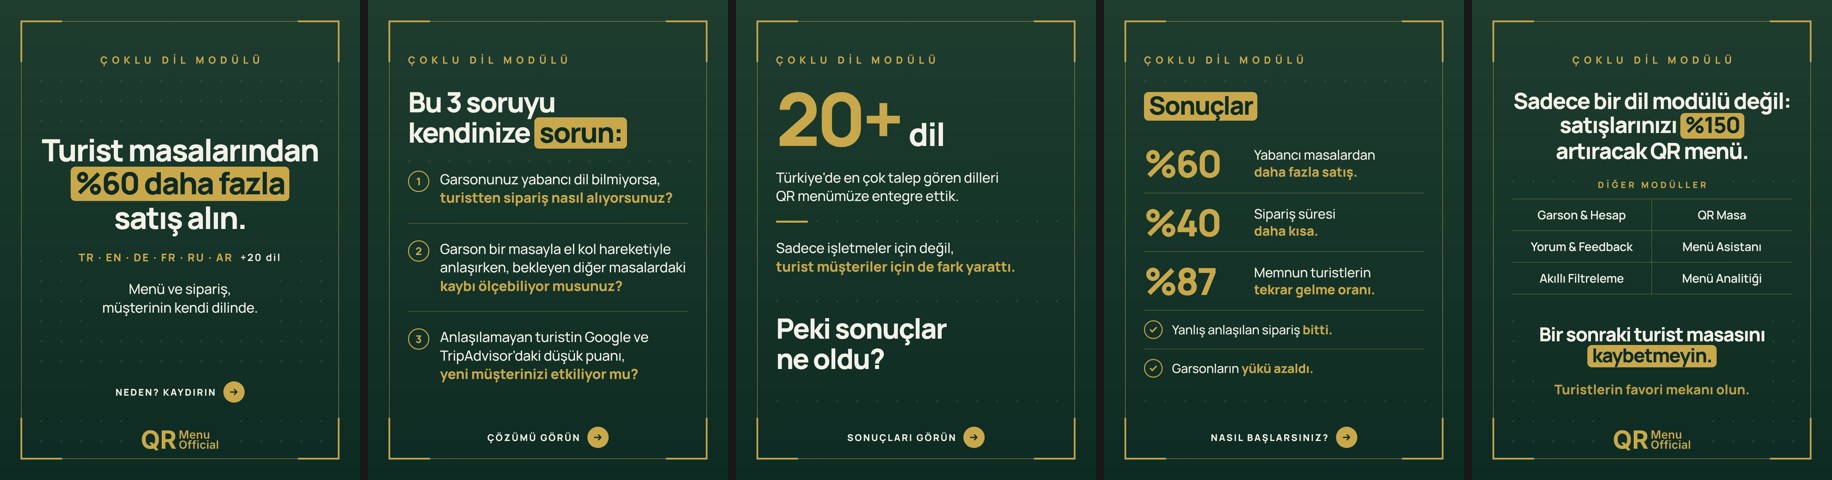 ÇOKLU DİL MODÜLÜ
Turist masalarından
%60 daha fazla
satış alın.
TR · EN · DE · FR · RU · AR +20 dil
Menü ve sipariş,
müşterinin kendi dilinde.
NEDEN? KAYDIRIN
QR Menu Official
ÇOKLU DİL MODÜLÜ
Bu 3 soruyu
kendinize sorun:
1 Garsonunuz yabancı dil bilmiyorsa,
turistten sipariş nasıl alıyorsunuz?
2 Garson bir masayla el kol hareketiyle
anlaşırken, bekleyen diğer masalardaki
kaybı ölçebiliyor musunuz?
3 Anlaşılamayan turistin Google ve
TripAdvisor'daki düşük puanı,
yeni müşterinizi etkiliyor mu?
ÇÖZÜMÜ GÖRÜN
ÇOKLU DİL MODÜLÜ
20+ dil
Türkiye'de en çok talep gören dilleri
QR menümüze entegre ettik.
Sadece işletmeler için değil,
turist müşteriler için de fark yarattı.
Peki sonuçlar
ne oldu?
SONUÇLARI GÖRÜN
ÇOKLU DİL MODÜLÜ
Sonuçlar
%60 Yabancı masalardan
daha fazla satış.
%40 Sipariş süresi
daha kısa.
%87 Memnun turistlerin
tekrar gelme oranı.
Yanlış anlaşılan sipariş bitti.
Garsonların yükü azaldı.
NASIL BAŞLARSINIZ?
ÇOKLU DİL MODÜLÜ
Sadece bir dil modülü değil:
satışlarınızı %150
artıracak QR menü.
DİĞER MODÜLLER
Garson & Hesap QR Masa
Yorum & Feedback Menü Asistanı
Akıllı Filtreleme Menü Analitiği
Bir sonraki turist masasını
kaybetmeyin.
Turistlerin favori mekanı olun.
QR Menu Official